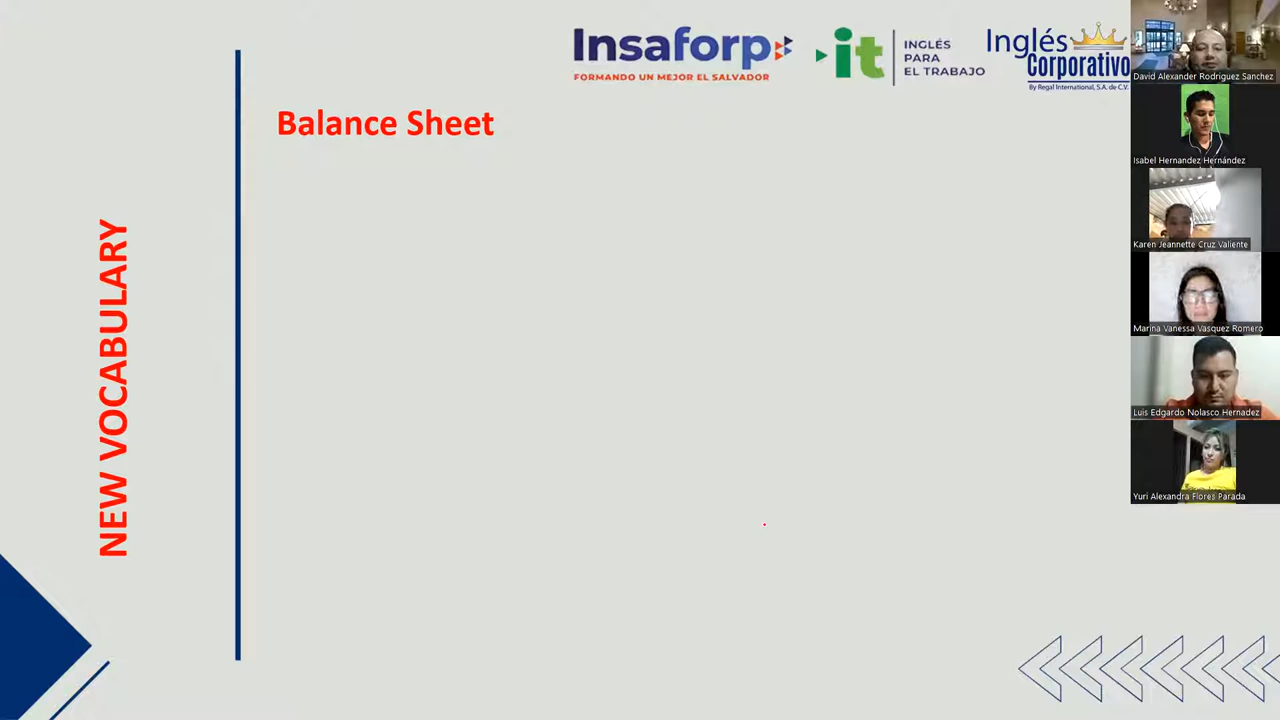 Insaforp
FORMANDO UN MEJOR EL SALVADOR
it
INGLÉS
PARA
EL TRABAJO
Inglés
Corporativo
By Regal International, S.A. de C.V.
Balance Sheet
NEW VOCABULARY
David Alexander Rodriguez Sanchez
Isabel Hernandez Hernández
Karen Jeannette Cruz Valiente
Marina Vanessa Vasquez Romero
Luis Edgardo Nolasco Hernadez
Yuri Alexandra Flores Parada